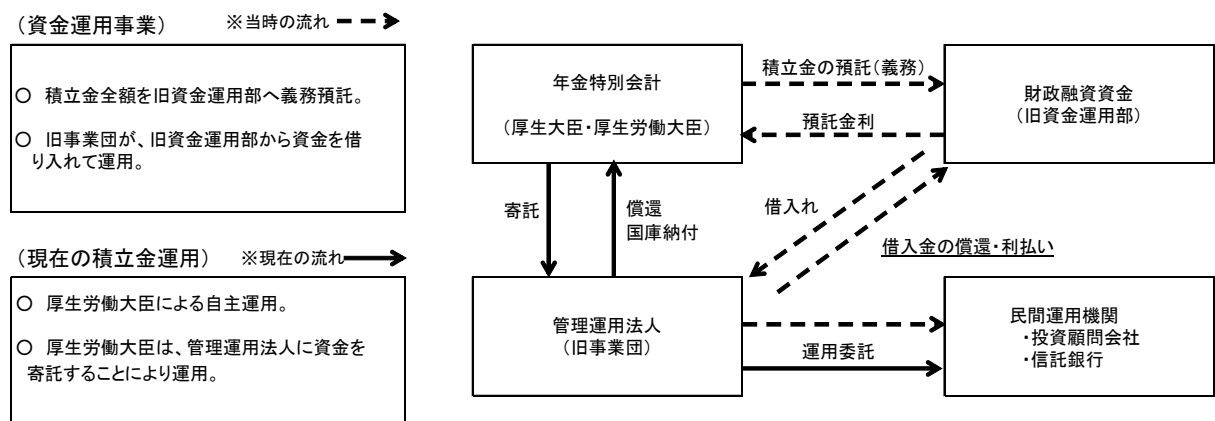 （資金運用事業） ※当時の流れ
○ 積立金全額を旧資金運用部へ義務預託。
○ 旧事業団が、旧資金運用部から資金を借
り入れて運用。
（現在の積立金運用） ※現在の流れ
○ 厚生労働大臣による自主運用。
○ 厚生労働大臣は、管理運用法人に資金を
寄託することにより運用。
年金特別会計
（厚生大臣・厚生労働大臣）
積立金の預託（義務）
預託金利
財政融資資金
（旧資金運用部）
寄託
償還
国庫納付
借入れ
借入金の償還・利払い
管理運用法人
（旧事業団）
運用委託
民間運用機関
・投資顧問会社
・信託銀行